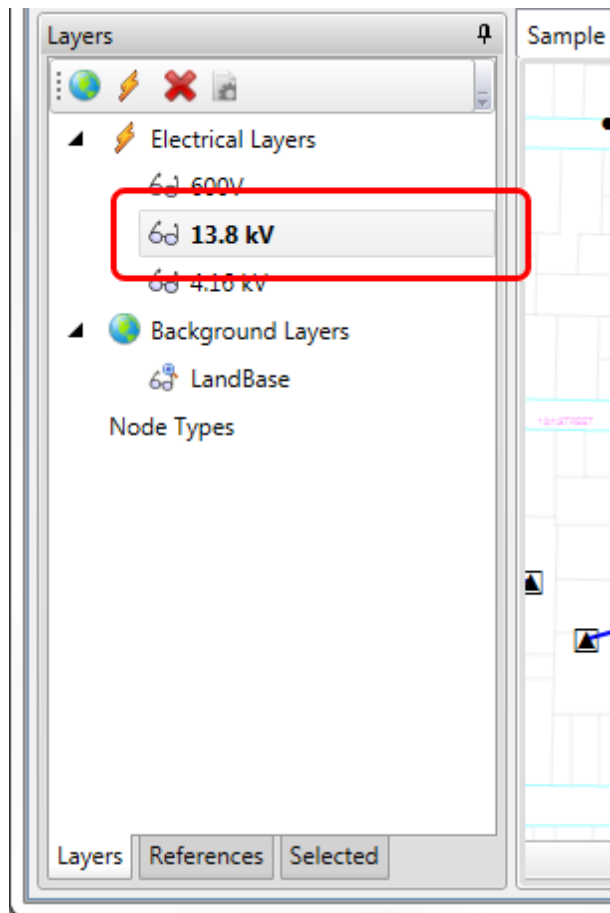 Layers
Sample
Electrical Layers
600V
13.8 kV
4.16 kV
Background Layers
LandBase
Node Types
Layers
References
Selected